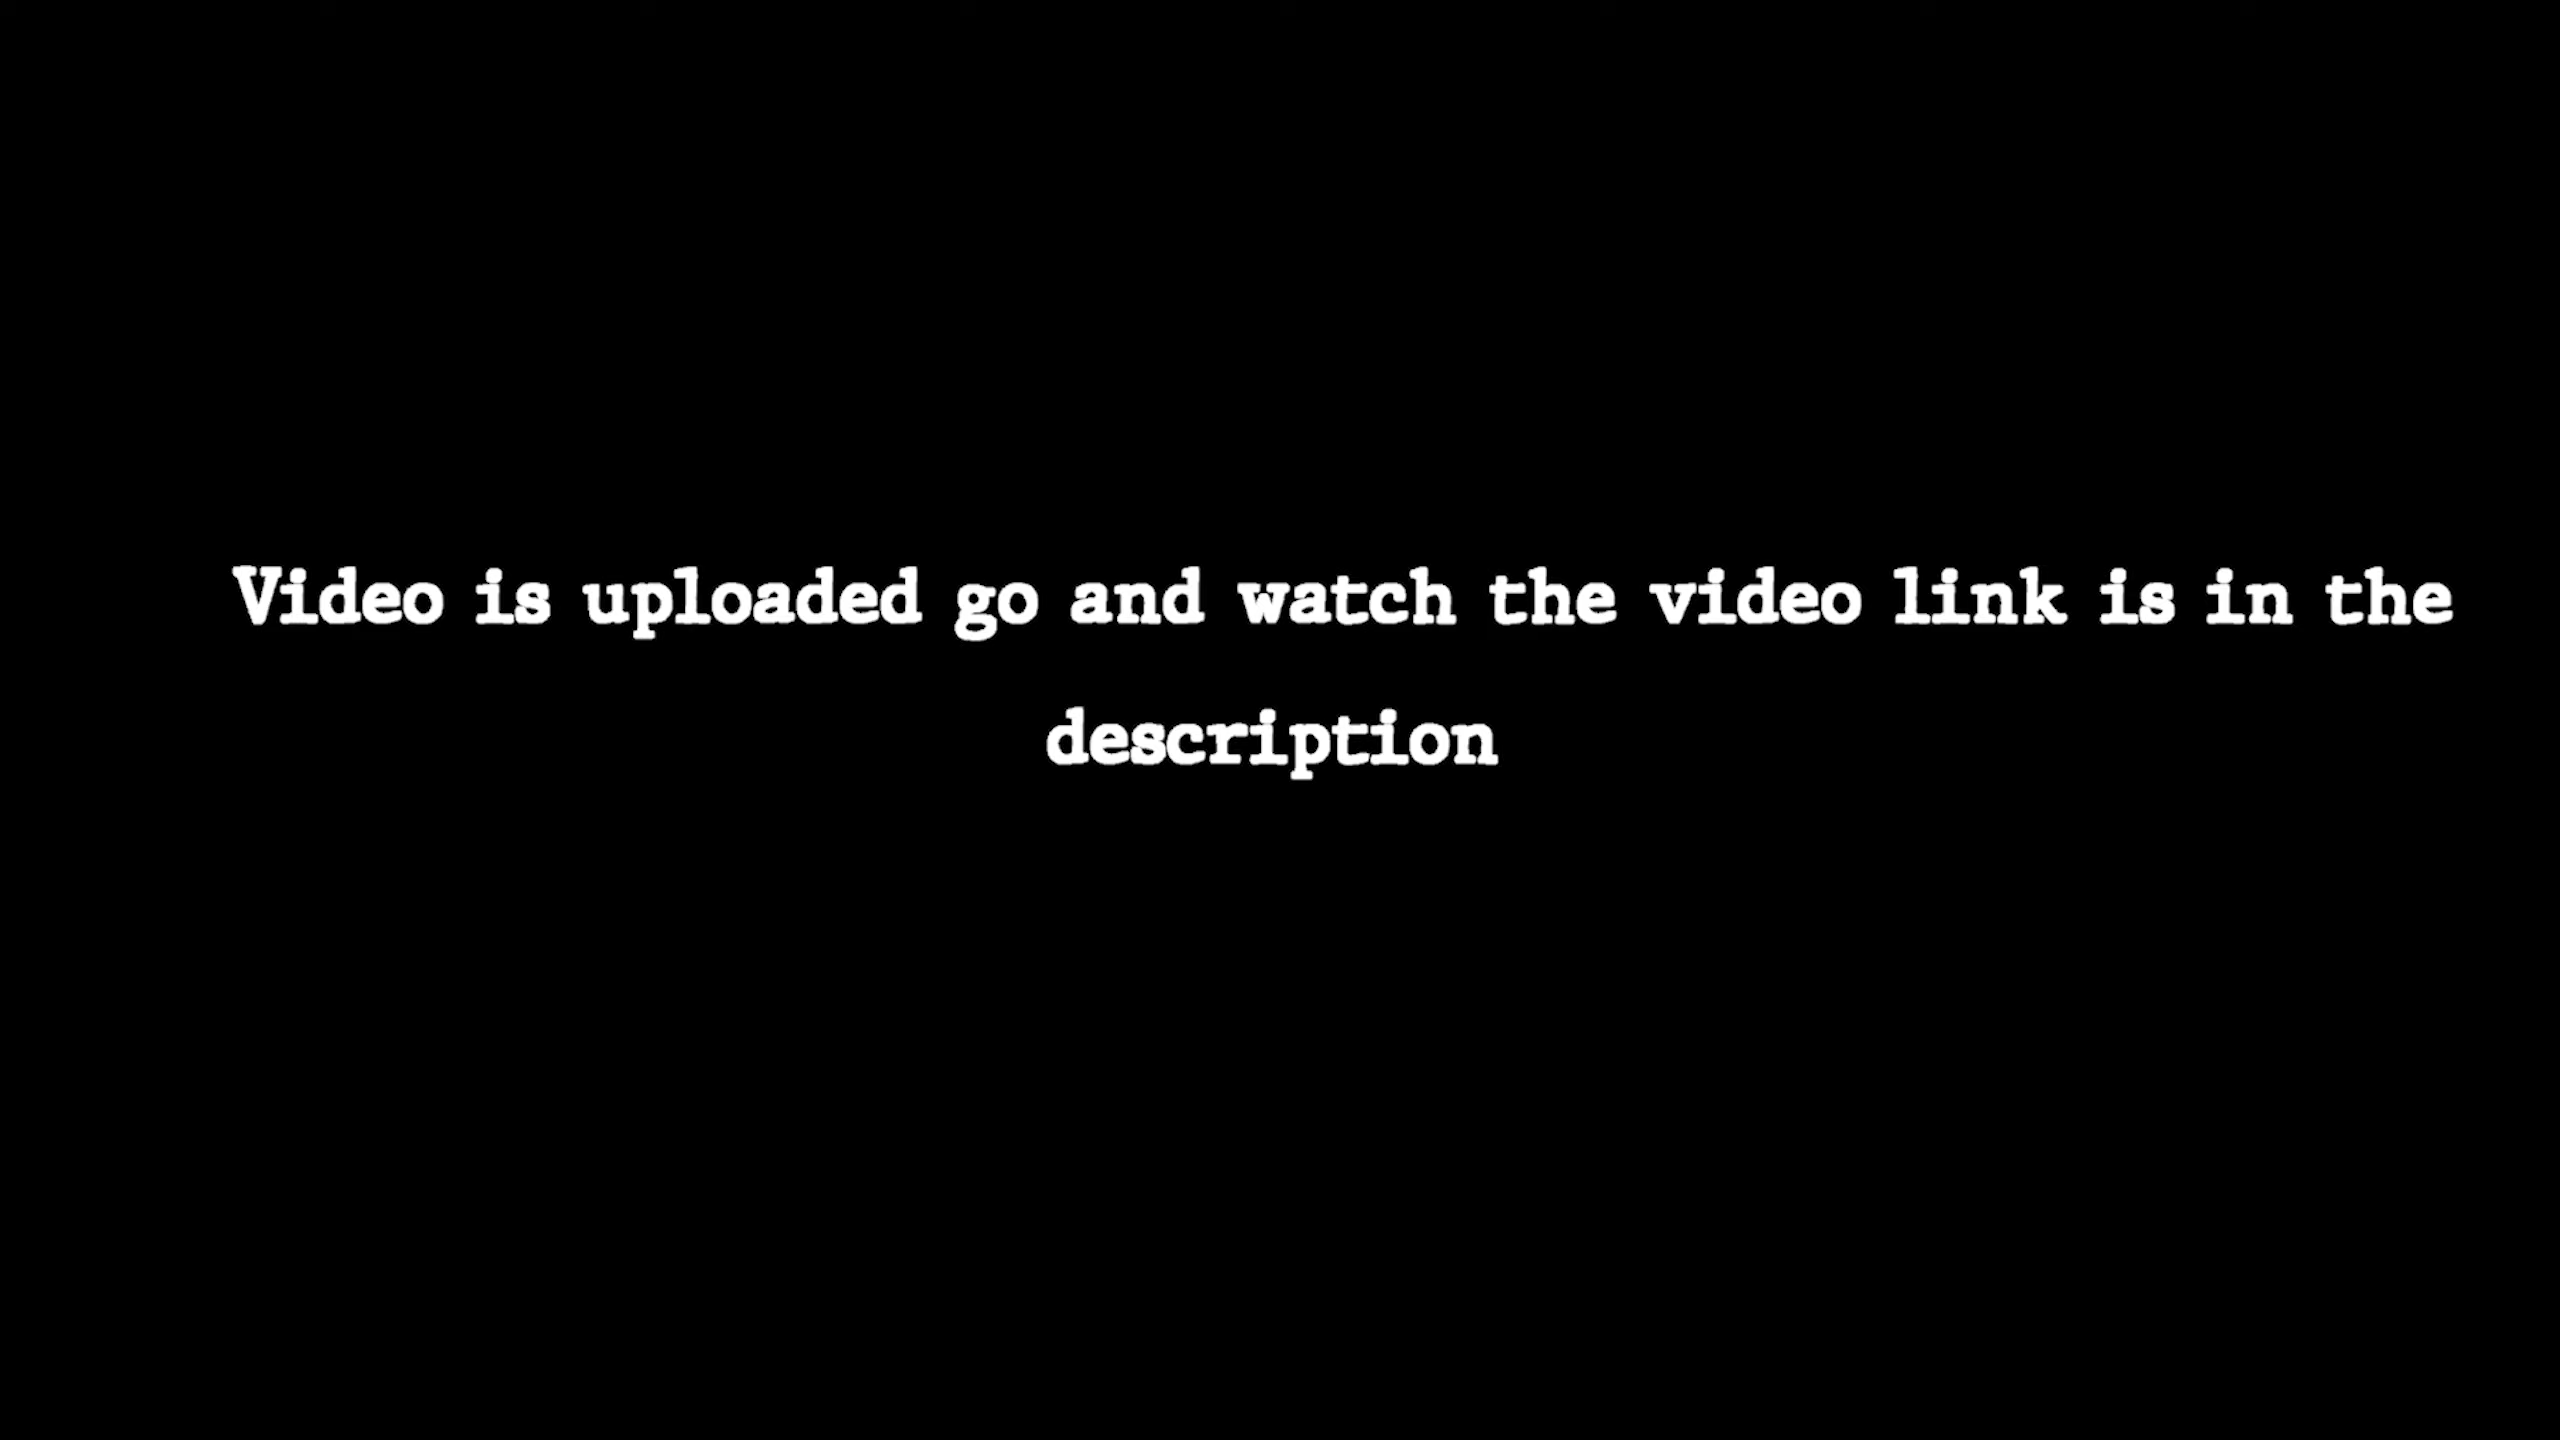 Video is uploaded go and watch the video link is in the
description